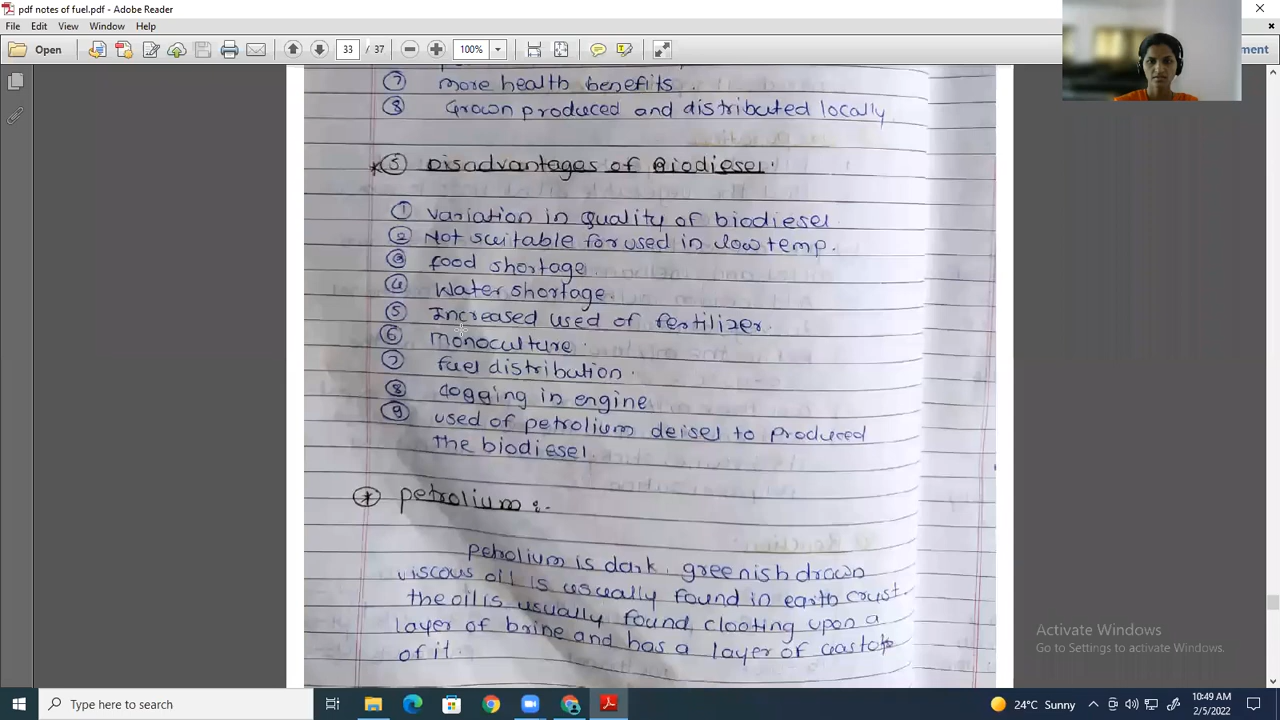 pdf notes of fuel.pdf - Adobe Reader
File Edit View Window Help
Open 33 / 37 100% ment
7 more health benefits.
8 Grown produced and distributed locally
* 5 Disadvantages of Biodiesel.
1 variation in quality of biodiesel.
2 Not suitable for used in low temp.
3 food shortage.
4 Water shortage.
5 Increased used of fertilizer.
6 monoculture.
7 fuel distribution.
8 clogging in engine
9 used of petrolium deisel to produced
the biodiesel.
* petrolium :-
petrolium is dark greenish drawn
viscous oil is usually found in earth crust.
the oil is usually found clooting upon a
layer of brine and has a layer of
of it.
Activate Windows
Go to Settings to activate Windows.
Type here to search
24°C Sunny
10:49 AM
2/5/2022